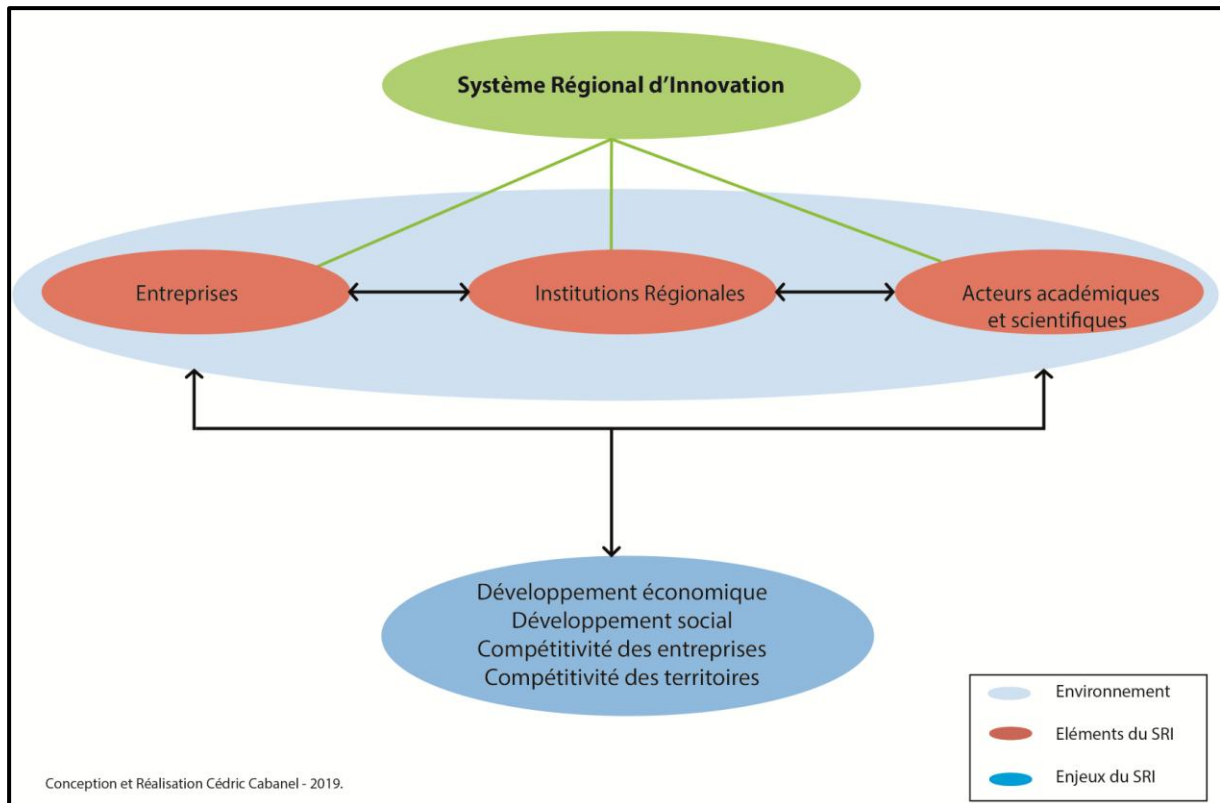 Système Régional d'Innovation
Entreprises
Institutions Régionales
Acteurs académiques
et scientifiques
Développement économique
Développement social
Compétitivité des entreprises
Compétitivité des territoires
Environnement
Eléments du SRI
Enjeux du SRI
Conception et Réalisation Cédric Cabanel - 2019.